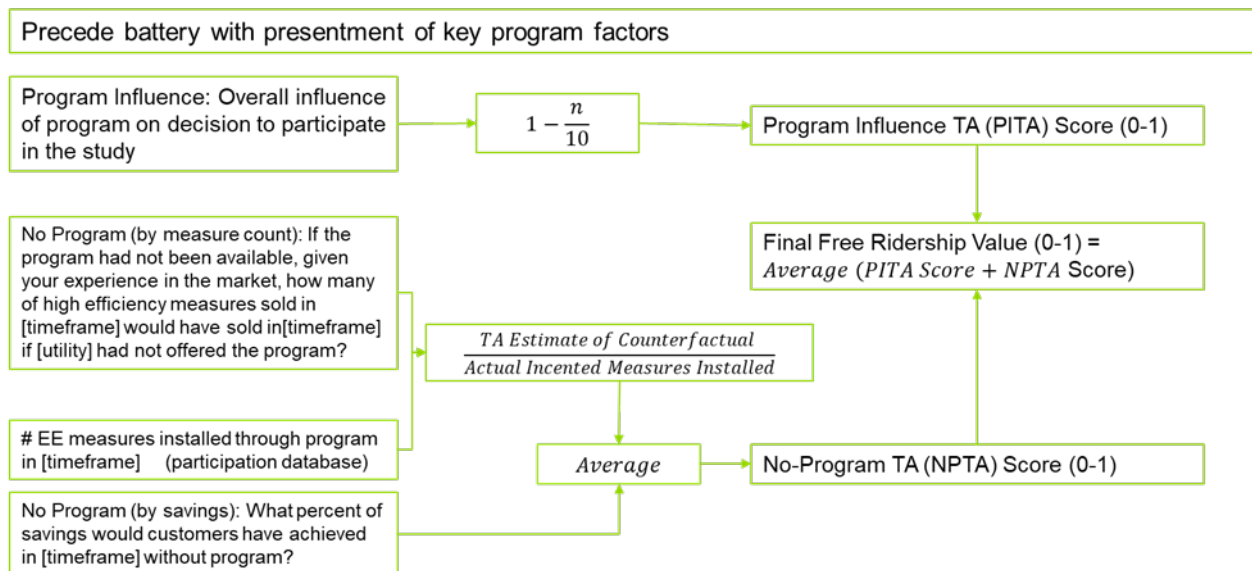 Precede battery with presentment of key program factors
Program Influence: Overall influence
of program on decision to participate
in the study
1 − n/10
Program Influence TA (PITA) Score (0-1)
No Program (by measure count): If the
program had not been available, given
your experience in the market, how many
of high efficiency measures sold in
[timeframe] would have sold in[timeframe]
if [utility] had not offered the program?
Final Free Ridership Value (0-1) =
Average (PITA Score + NPTA Score)
TA Estimate of Counterfactual
Actual Incented Measures Installed
# EE measures installed through program
in [timeframe] (participation database)
Average
No-Program TA (NPTA) Score (0-1)
No Program (by savings): What percent of
savings would customers have achieved
in [timeframe] without program?